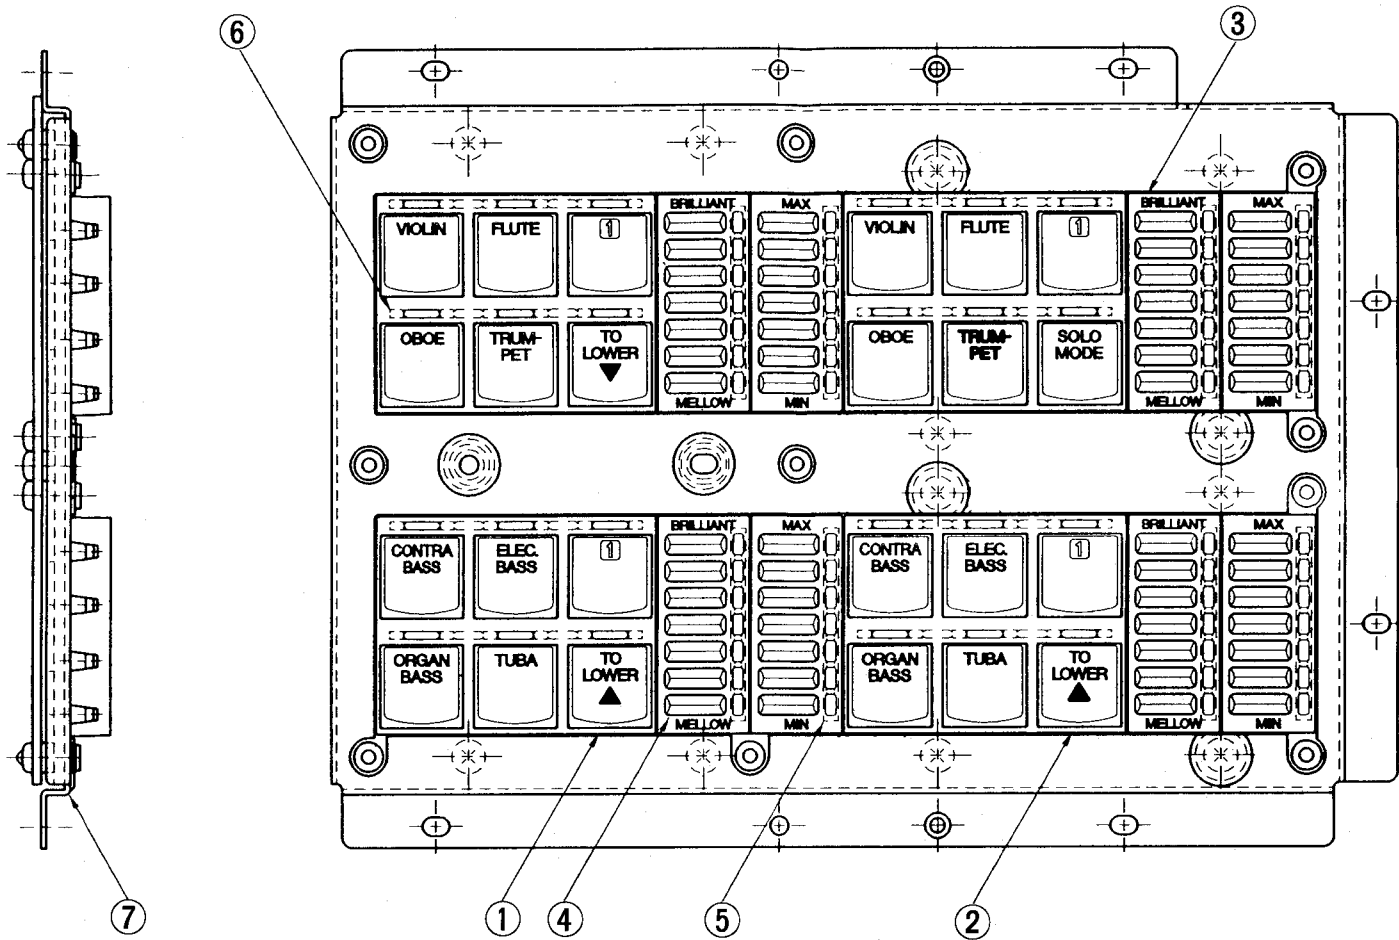 6
3
BRILLIANT
MAX
BRILLIANT
MAX
VIOLIN
FLUTE
1
VIOLIN
FLUTE
1
OBOE
TRUM-
PET
TO
LOWER
OBOE
TRUM-
PET
SOLO
MODE
MELLOW
MIN
MELLOW
MIN
BRILLIANT
MAX
BRILLIANT
MAX
CONTRA
BASS
ELEC.
BASS
1
CONTRA
BASS
ELEC.
BASS
1
ORGAN
BASS
TUBA
TO
LOWER
ORGAN
BASS
TUBA
TO
LOWER
MELLOW
MIN
MELLOW
MIN
7
1
4
5
2